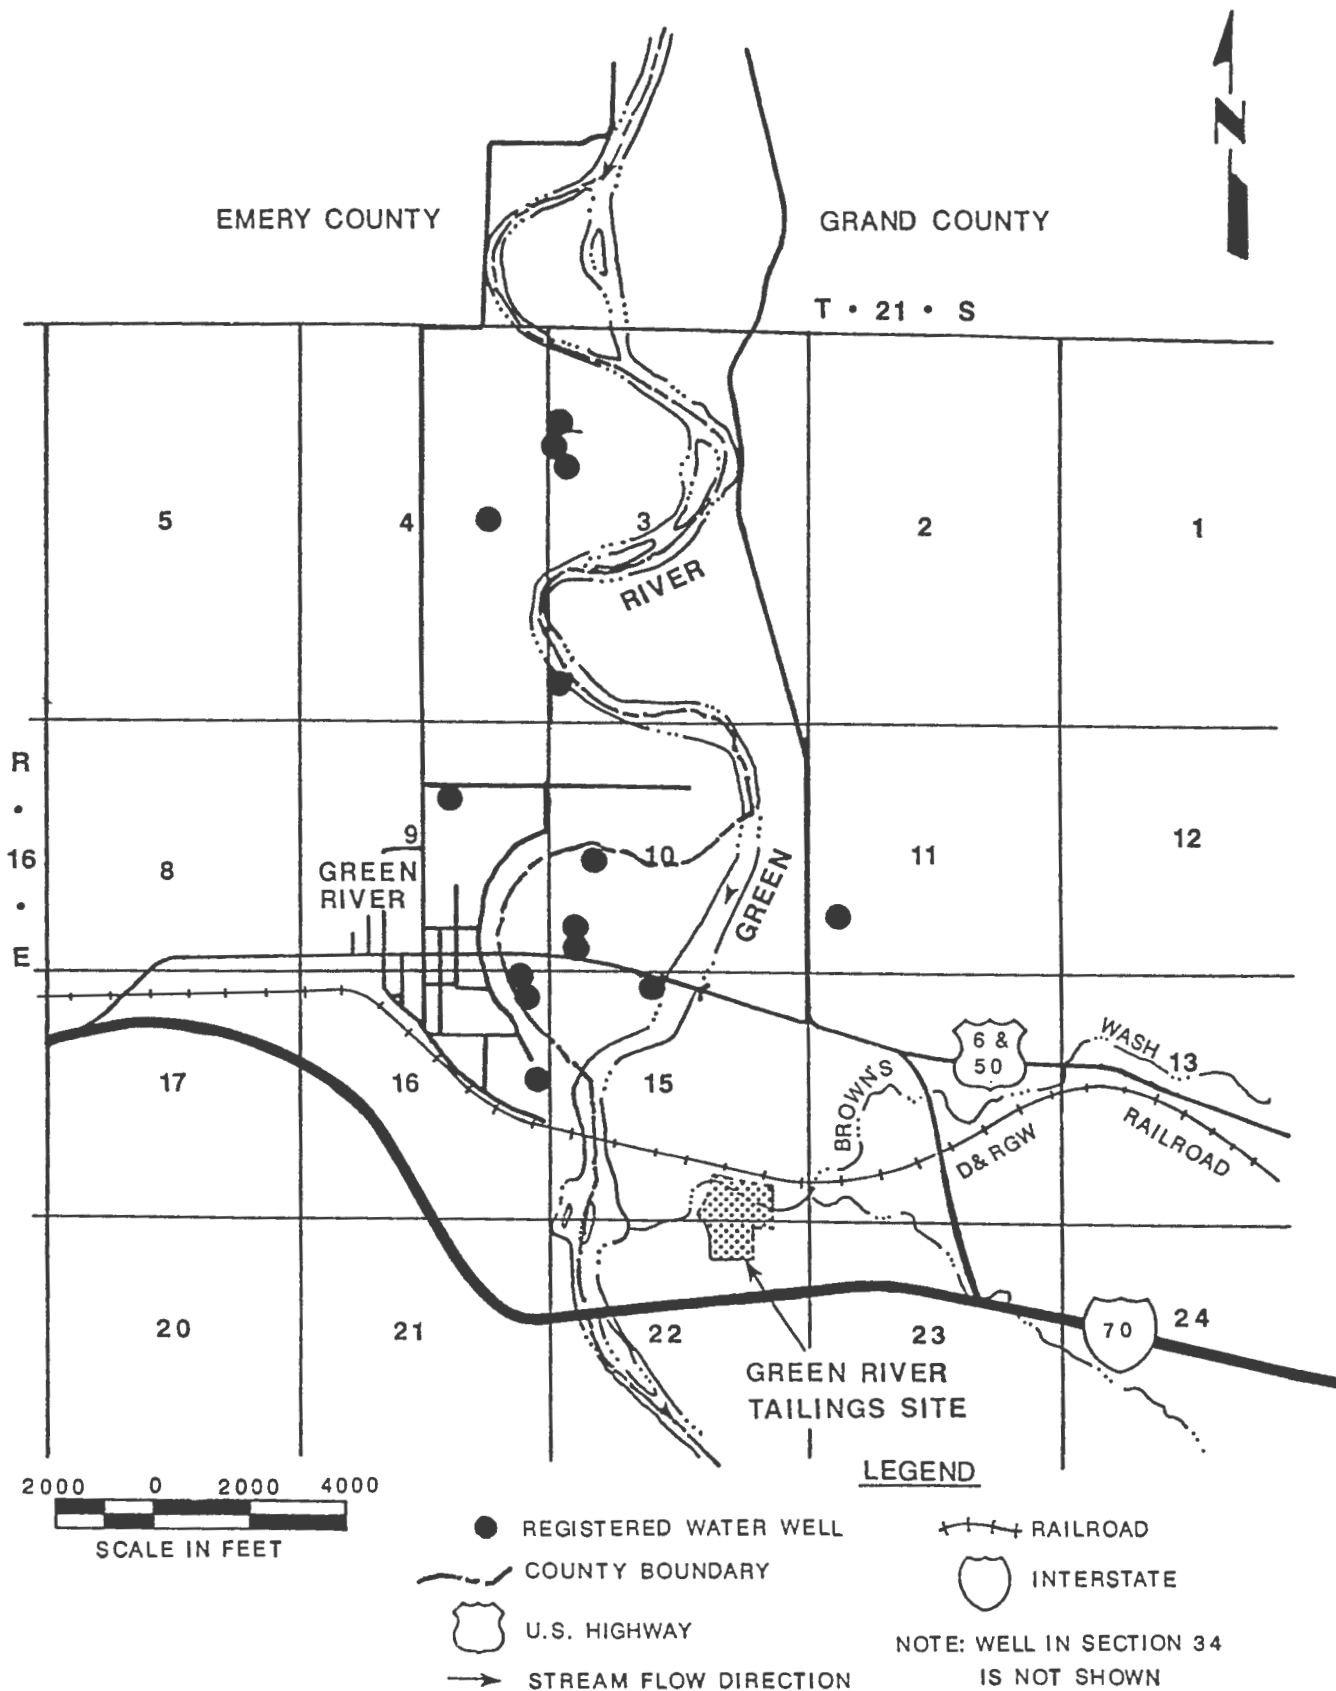 N
EMERY COUNTY
GRAND COUNTY
T • 21 • S
5
4
3
2
1
RIVER
R
•
16
•
E
8
9
10
11
12
GREEN
RIVER
GREEN
17
16
15
6 &
50
WASH
13
BROWN'S
D&RGW
RAILROAD
20
21
22
23
24
70
GREEN RIVER
TAILINGS SITE
LEGEND
2000 0 2000 4000
SCALE IN FEET
REGISTERED WATER WELL
RAILROAD
COUNTY BOUNDARY
INTERSTATE
U.S. HIGHWAY
NOTE: WELL IN SECTION 34
IS NOT SHOWN
STREAM FLOW DIRECTION